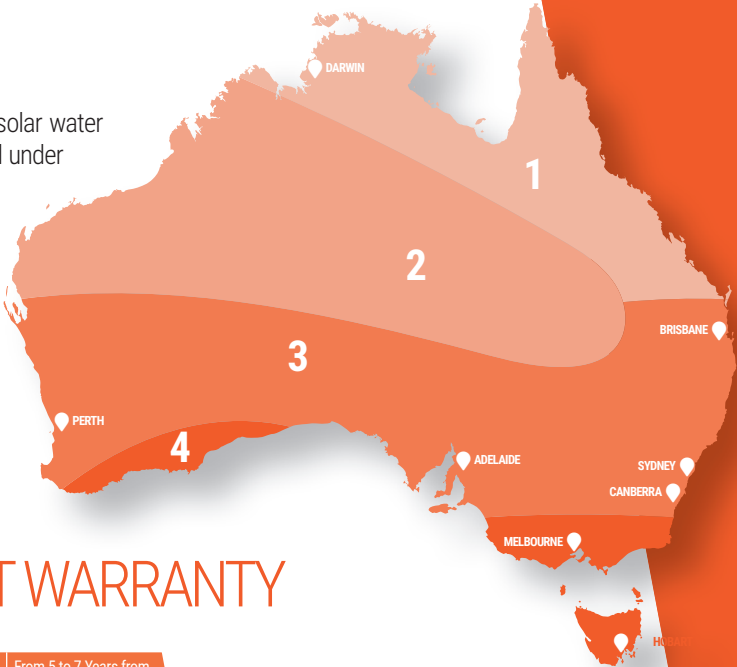 DARWIN
solar water
under
1
2
BRISBANE
3
PERTH
4
ADELAIDE
SYDNEY
CANBERRA
MELBOURNE
T WARRANTY
From 5 to 7 Years from